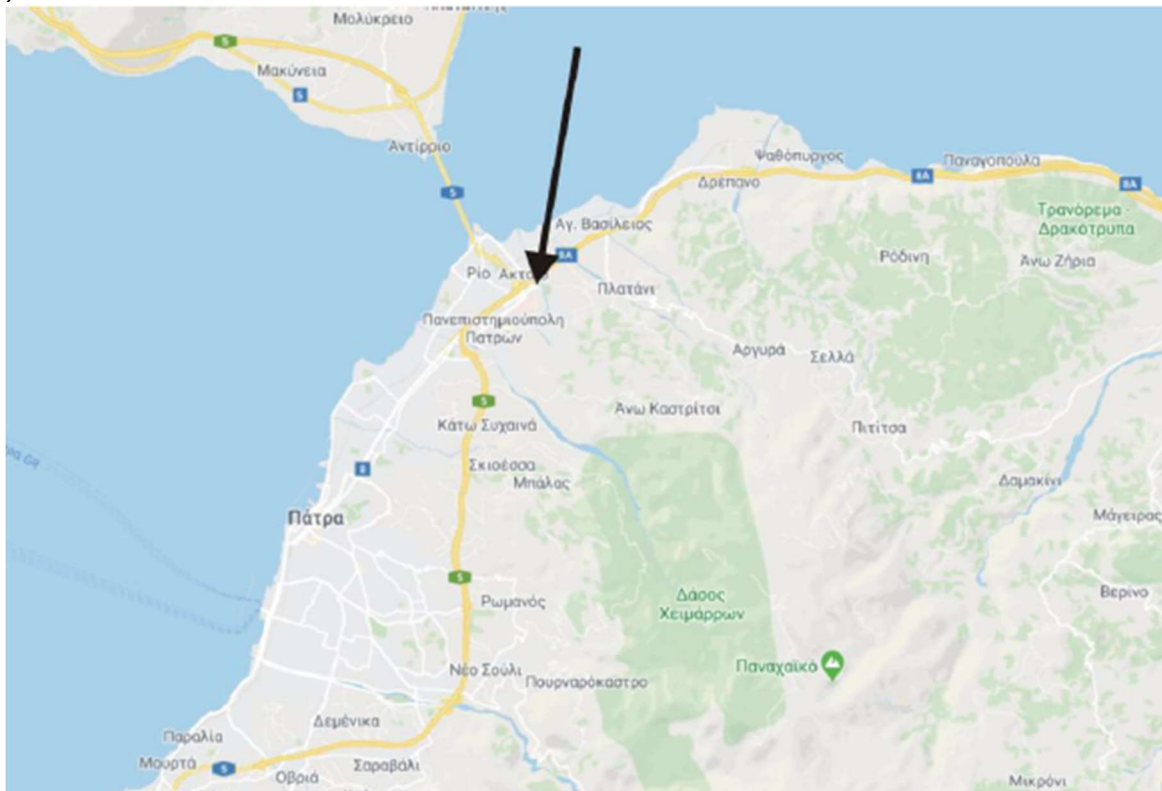 Μολύκρειο
5
Μακύνεια
5
Αντίρριο
5
Ψαθόπυργος
Παναγοπούλα
8A
8A
Δρέπανο
Τρανόρεμα -
Δρακότρυπα
Αγ. Βασίλειος
8A
Ρόδινη
Άνω Ζήρια
Ρίο
Πλατάνι
Πανεπιστημιούπολη
Πατρών
Αργυρά
Σελλά
5
Άνω Καστρίτσι
Κάτω Συχαινά
Πιτίτσα
8
Σκιοέσσα
Μπάλας
Δαμακίνι
Πάτρα
Μάγειρας
5
Ρωμανός
Δάσος
Χειμάρρων
Βερίνο
Παναχαϊκό
Νέο Σούλι
Πουρναρόκαστρο
Δεμένικα
Παραλία
Μουρτά
5
Οβριά
Σαραβάλι
Μικρόνι